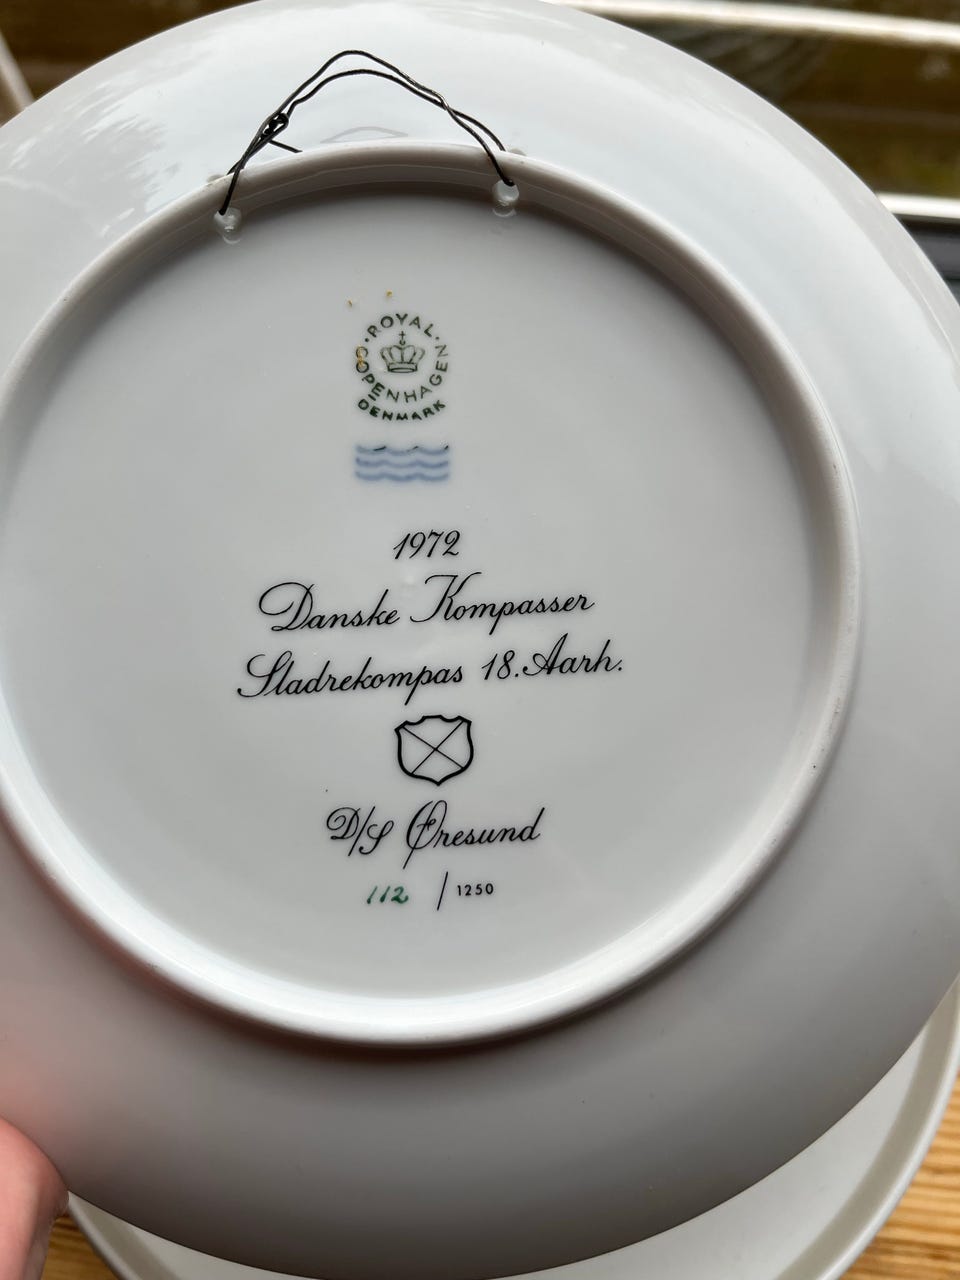 ROYAL
COPENHAGEN
DENMARK
1972
Danske Kompasser
Sladrekompas 18. Aarh.
D/S Øresund
112 / 1250